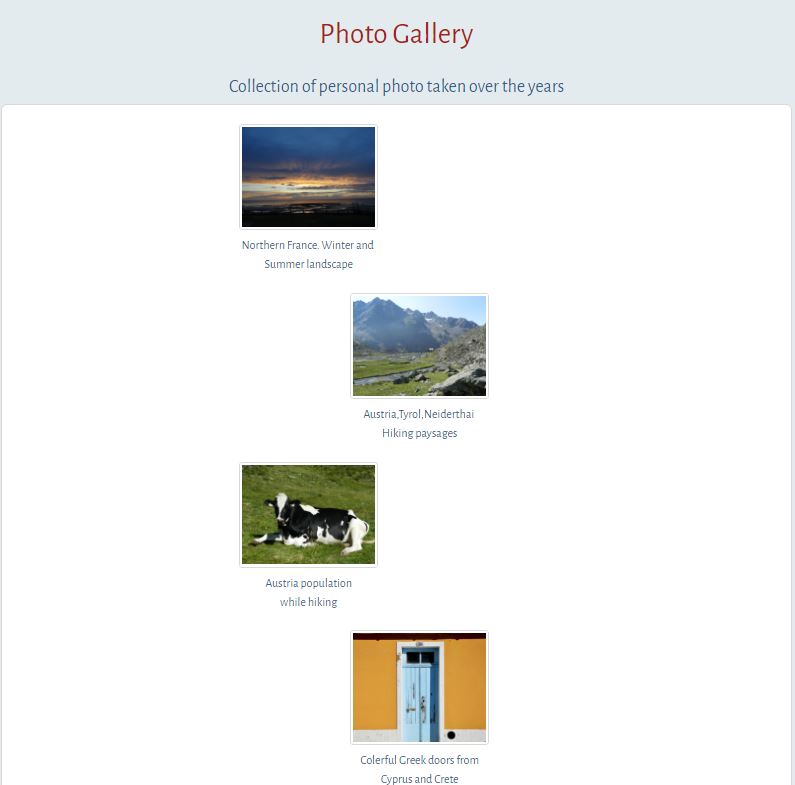 Photo Gallery
Collection of personal photo taken over the years
Northern France. Winter and
Summer landscape
Austria,Tyrol,Neiderthai
Hiking paysages
Austria population
while hiking
Colerful Greek doors from
Cyprus and Crete